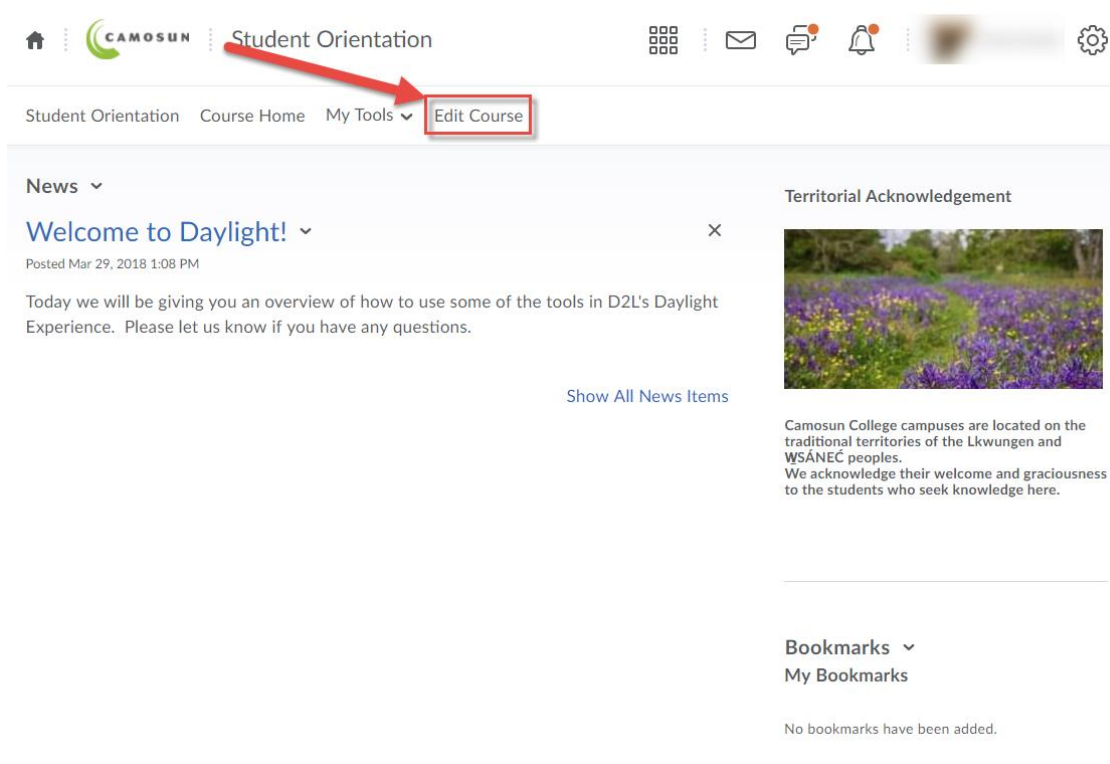 CAMOSUN
Student Orientation
Student Orientation Course Home My Tools Edit Course
News
Welcome to Daylight!
Posted Mar 29, 2018 1:08 PM
Today we will be giving you an overview of how to use some of the tools in D2L's Daylight
Experience. Please let us know if you have any questions.
Show All News Items
Territorial Acknowledgement
Camosun College campuses are located on the
traditional territories of the Lkwungen and
W̱SÁNEĆ peoples.
We acknowledge their welcome and graciousness
to the students who seek knowledge here.
Bookmarks
My Bookmarks
No bookmarks have been added.